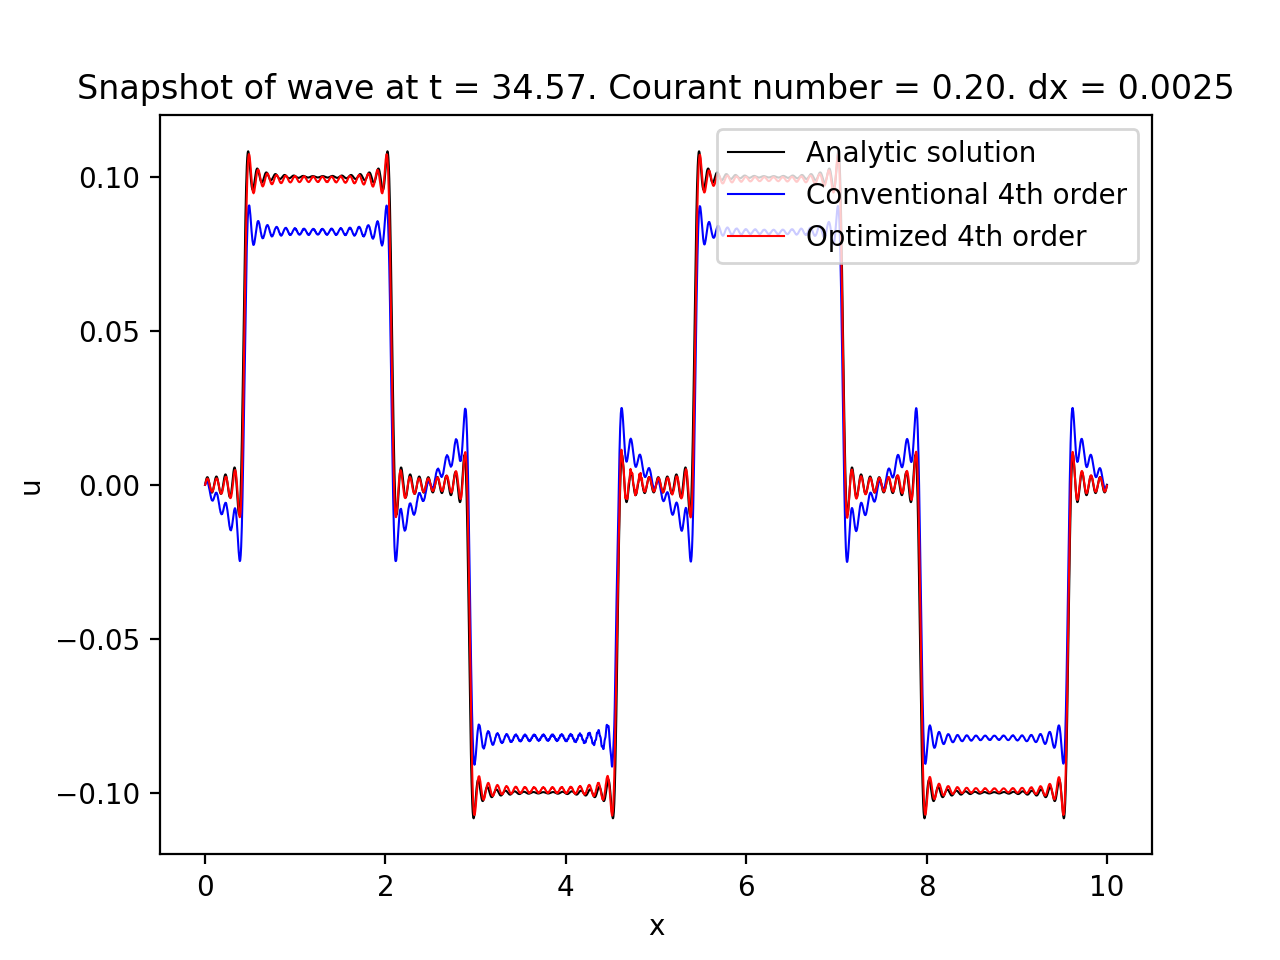 Snapshot of wave at t = 34.57. Courant number = 0.20. dx = 0.0025
Analytic solution
Conventional 4th order
Optimized 4th order
0.10
0.05
0.00
−0.05
−0.10
u
0 2 4 6 8 10
x